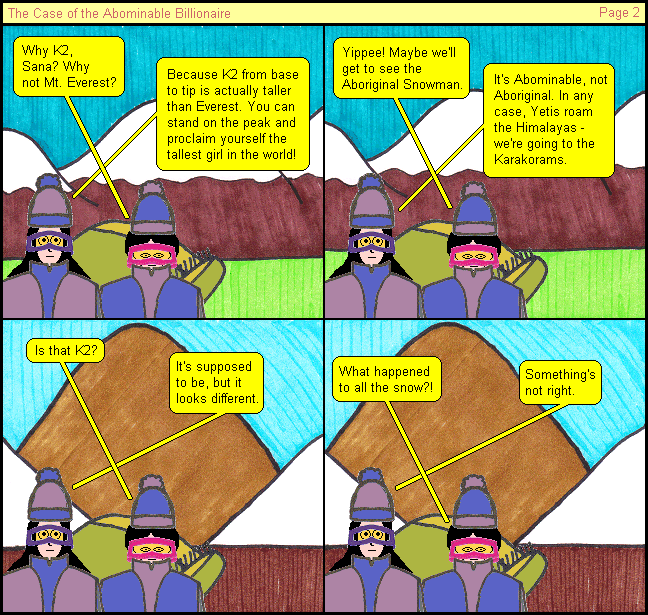 The Case of the Abominable Billionaire
Page 2
Why K2,
Sana? Why
not Mt. Everest?
Because K2 from base
to tip is actually taller
than Everest. You can
stand on the peak and
proclaim yourself the
tallest girl in the world!
Yippee! Maybe we'll
get to see the
Aboriginal Snowman.
It's Abominable, not
Aboriginal. In any
case, Yetis roam
the Himalayas -
we're going to the
Karakorams.
Is that K2?
It's supposed
to be, but it
looks different.
What happened
to all the snow?!
Something's
not right.